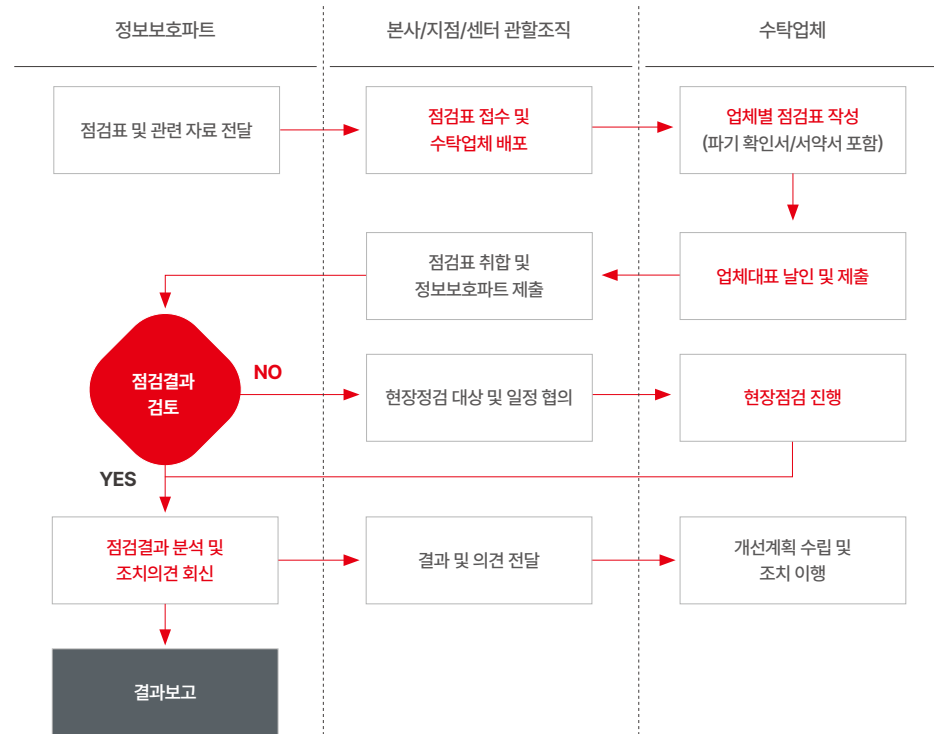 정보보호파트
본사/지점/센터 관할조직
수탁업체
점검표 및 관련 자료 전달
점검표 접수 및
수탁업체 배포
업체별 점검표 작성
(파기 확인서/서약서 포함)
점검표 취합 및
정보보호파트 제출
업체대표 날인 및 제출
점검결과
검토
NO
현장정검 대상 및 일정 협의
현장점검 진행
YES
점검결과 분석 및
조치의견 회신
결과 및 의견 전달
개선계획 수립 및
조치 이행
결과보고